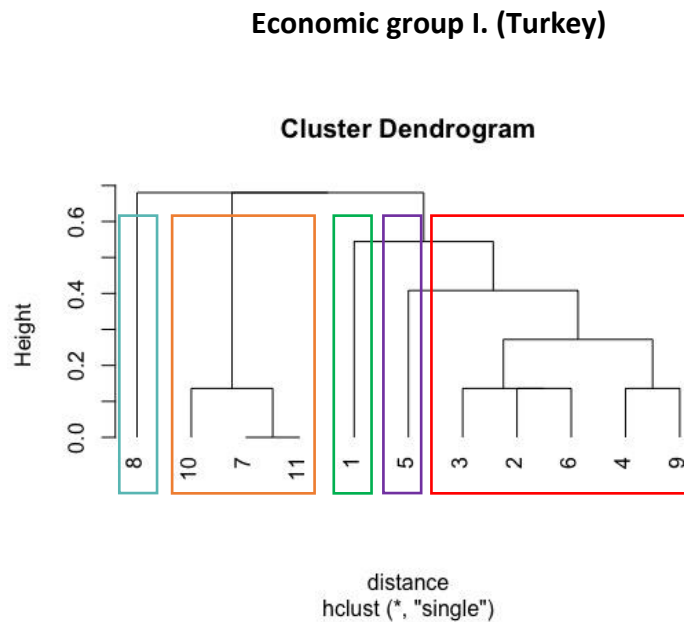 Economic group I. (Turkey)
Cluster Dendrogram
Height
0.0 0.2 0.4 0.6
8 10 7 11 1 5 3 2 6 4 9
distance
hclust (*, "single")